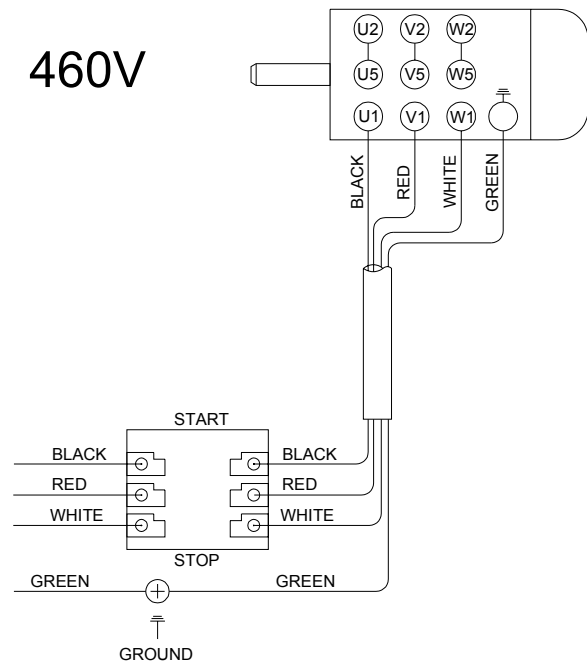 460V
U2 V2 W2
U5 V5 W5
U1 V1 W1
BLACK
RED
WHITE
GREEN
START
BLACK BLACK
RED RED
WHITE WHITE
STOP
GREEN GREEN
GROUND